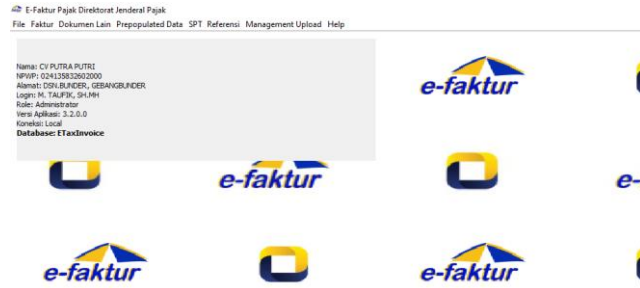 E-Faktur Pajak Direktorat Jenderal Pajak
File Faktur Dokumen Lain Prepopulated Data SPT Referensi Management Upload Help
Nama: CV PUTRA PUTRI
NPWP: 024135832602000
Alamat: DSN.BUNDER, GEBANGBUNDER
Login: M. TAUFIK, SH.MH
Role: Administrator
Versi Aplikasi: 3.2.0.0
Koneksi: Local
Database: ETaxInvoice
e-faktur
e-faktur
e-
e-faktur
e-faktur